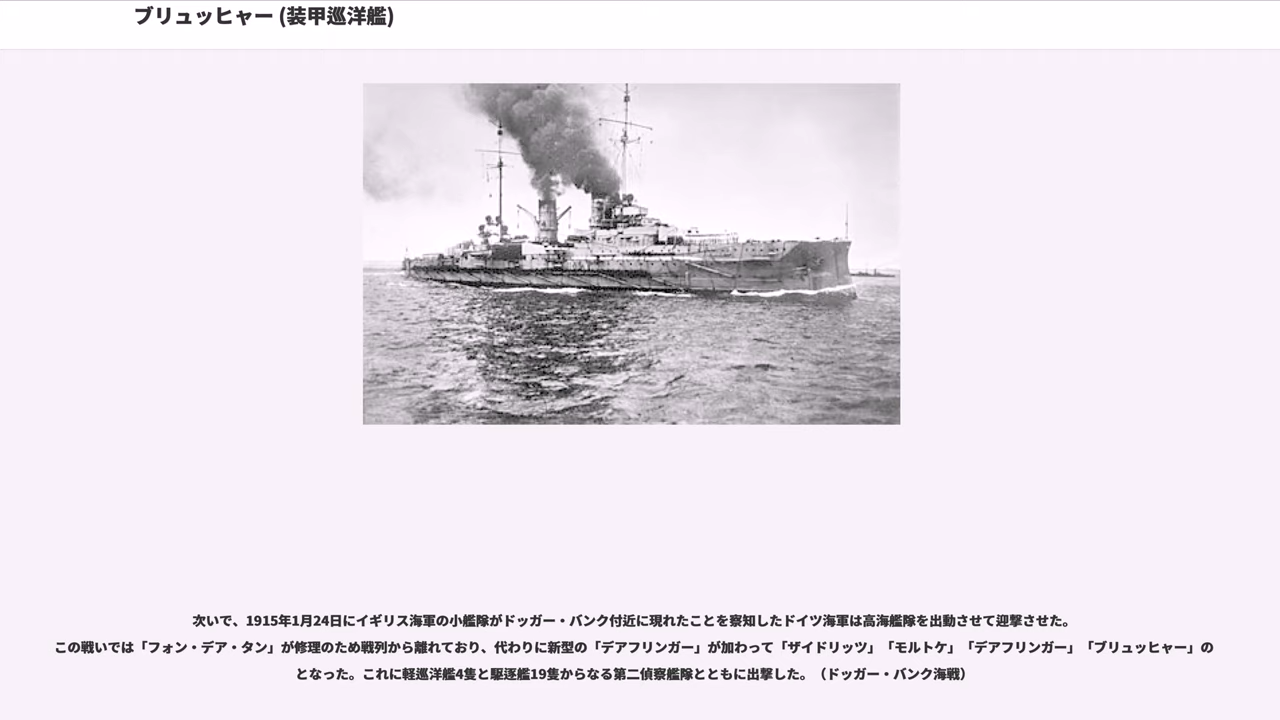 ブリュッヒャー (装甲巡洋艦)
次いで、1915年1月24日にイギリス海軍の小艦隊がドッガー・バンク付近に現れたことを察知したドイツ海軍は高海艦隊を出動させて迎撃させた。
この戦いでは「フォン・デア・タン」が修理のため戦列から離れており、代わりに新型の「デアフリンガー」が加わって「ザイドリッツ」「モルトケ」「デアフリンガー」「ブリュッヒャー」の
となった。これに軽巡洋艦4隻と駆逐艦19隻からなる第二偵察艦隊とともに出撃した。（ドッガー・バンク海戦）